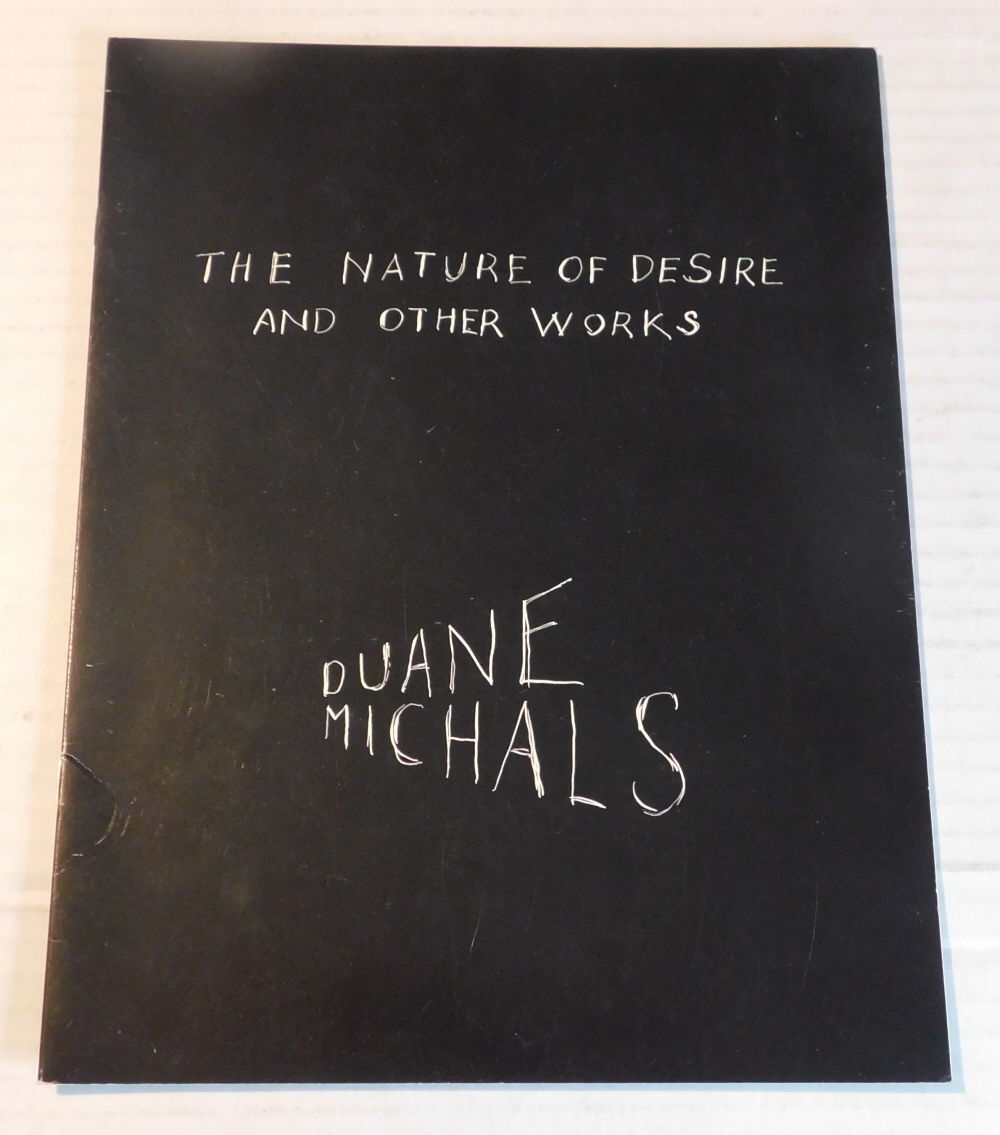 THE NATURE OF DESIRE
AND OTHER WORKS
DUANE
MICHALS